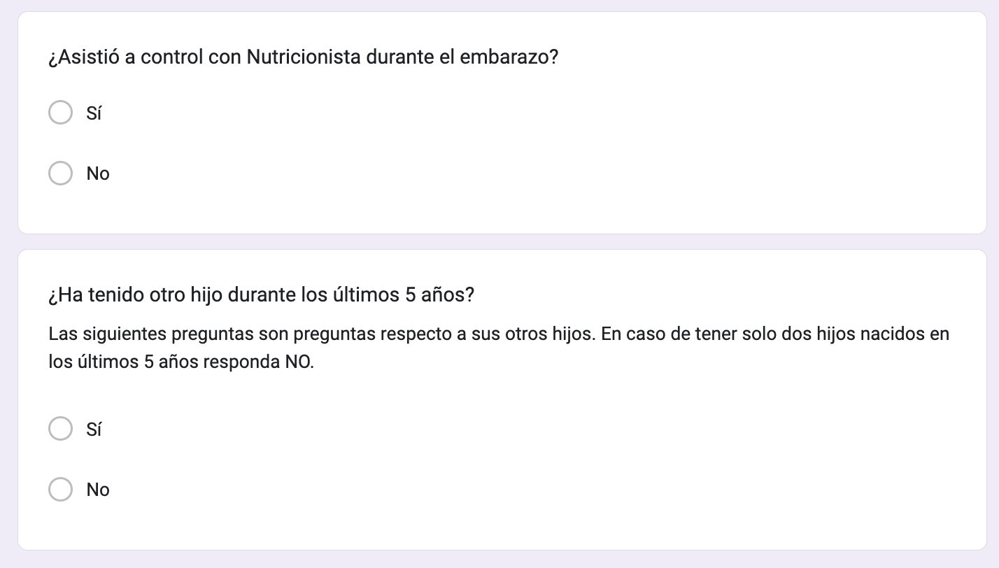 ¿Asistió a control con Nutricionista durante el embarazo?
Sí
No
¿Ha tenido otro hijo durante los últimos 5 años?
Las siguientes preguntas son preguntas respecto a sus otros hijos. En caso de tener solo dos hijos nacidos en
los últimos 5 años responda NO.
Sí
No